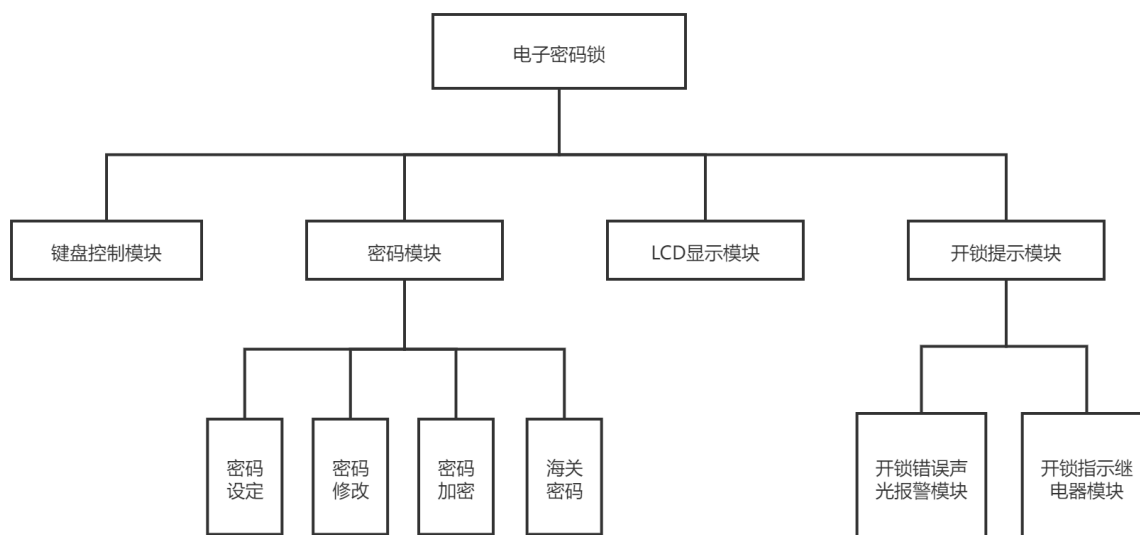 电子密码锁
键盘控制模块
密码模块
LCD显示模块
开锁提示模块
密码
设定
密码
修改
密码
加密
海关
密码
开锁错误声
光报警模块
开锁指示继
电器模块